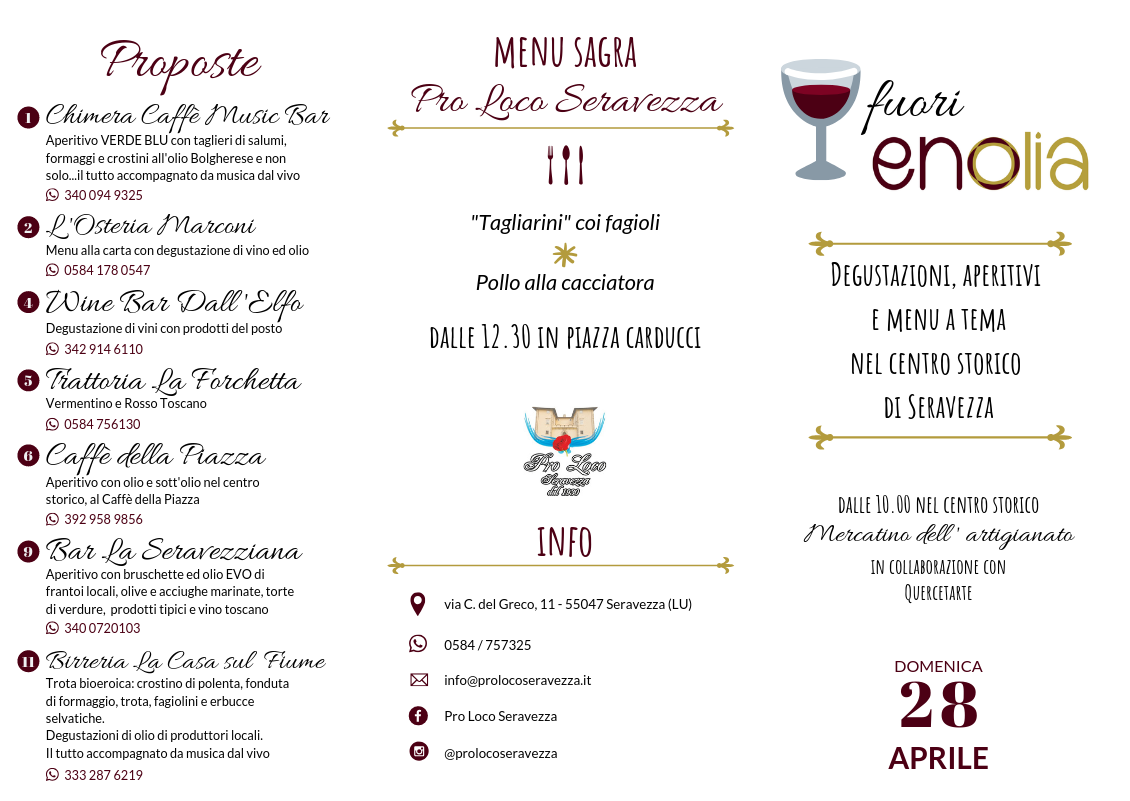 Proposte
1 Chimera Caffè Music Bar
Aperitivo VERDE BLU con taglieri di salumi,
formaggi e crostini all'olio Bolgherese e non
solo...il tutto accompagnato da musica dal vivo
340 094 9325
2 L'Osteria Marconi
Menu alla carta con degustazione di vino ed olio
0584 178 0547
4 Wine Bar Dall'Elfo
Degustazione di vini con prodotti del posto
342 914 6110
5 Trattoria La Forchetta
Vermentino e Rosso Toscano
0584 756130
6 Caffè della Piazza
Aperitivo con olio e sott'olio nel centro
storico, al Caffè della Piazza
392 958 9856
9 Bar La Seravezziana
Aperitivo con bruschette ed olio EVO di
frantoi locali, olive e acciughe marinate, torte
di verdure, prodotti tipici e vino toscano
340 0720103
11 Birreria La Casa sul Fiume
Trota bioeroica: crostino di polenta, fonduta
di formaggio, trota, fagiolini e erbucce
selvatiche.
Degustazioni di olio di produttori locali.
Il tutto accompagnato da musica dal vivo
333 287 6219
MENU SAGRA
Pro Loco Seravezza
"Tagliarini" coi fagioli
Pollo alla cacciatora
DALLE 12.30 IN PIAZZA CARDUCCI
Pro Loco
Seravezza
INFO
via C. del Greco, 11 - 55047 Seravezza (LU)
0584 / 757325
info@prolocoseravezza.it
Pro Loco Seravezza
@prolocoseravezza
fuori
enolia
DEGUSTAZIONI, APERITIVI
E MENU A TEMA
NEL CENTRO STORICO
DI SERAVEZZA
DALLE 10.00 NEL CENTRO STORICO
Mercatino dell' artigianato
IN COLLABORAZIONE CON
QUERCETARTE
DOMENICA
28
APRILE